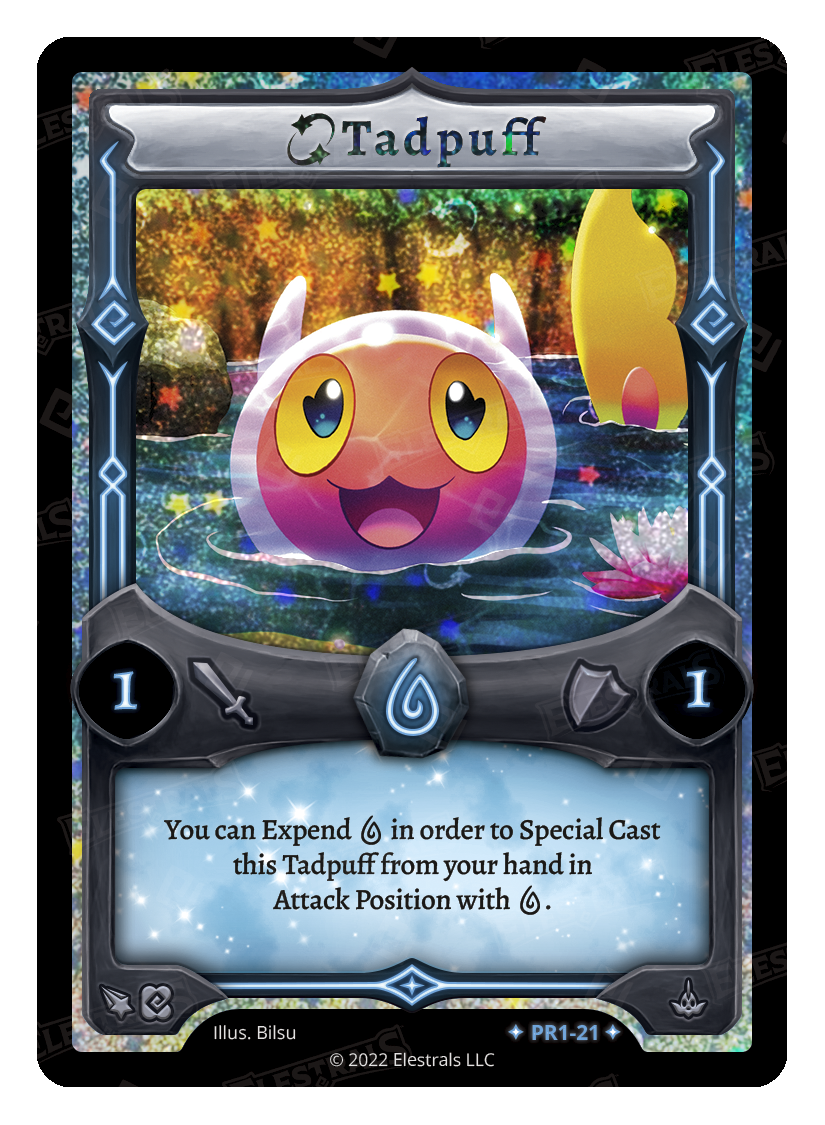 Tadpuff
1
1
You can Expend in order to Special Cast
this Tadpuff from your hand in
Attack Position with .
Illus. Bilsu
PR1-21
© 2022 Elestrals LLC